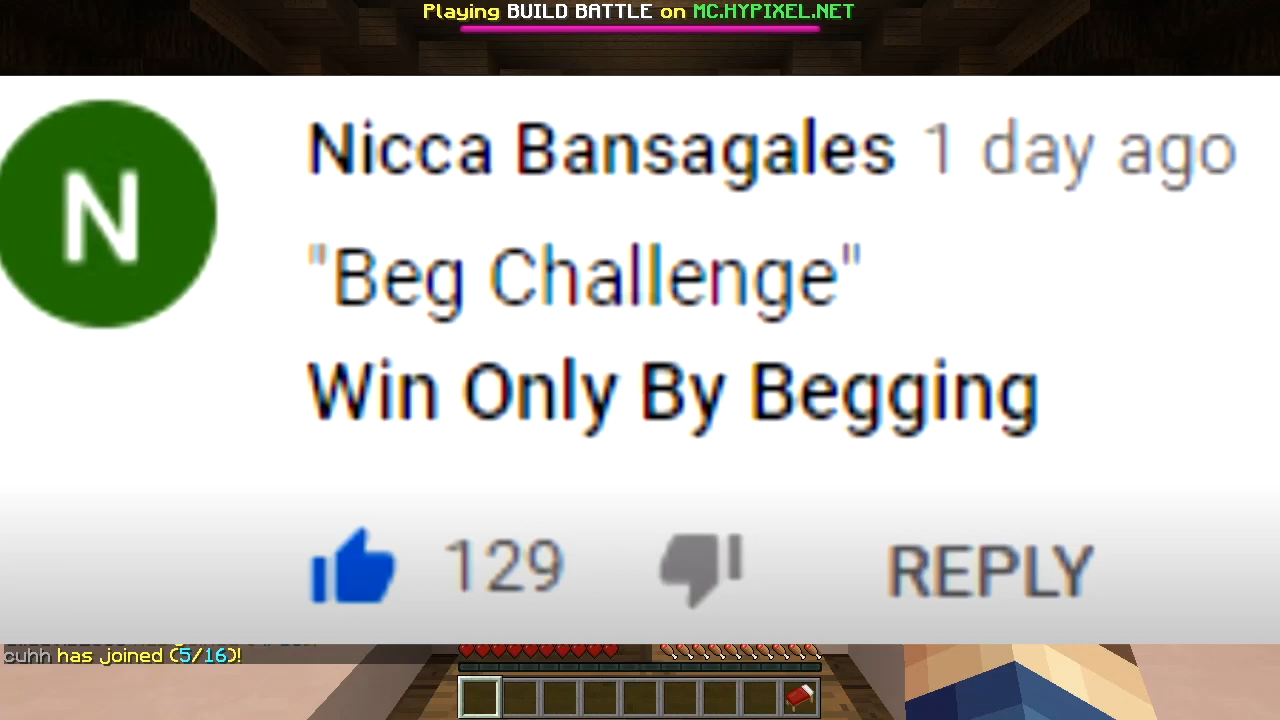 Playing BUILD BATTLE on MC.HYPIXEL.NET
N
Nicca Bansagales 1 day ago
"Beg Challenge"
Win Only By Begging
129 REPLY
cuhh has joined (5/16)!